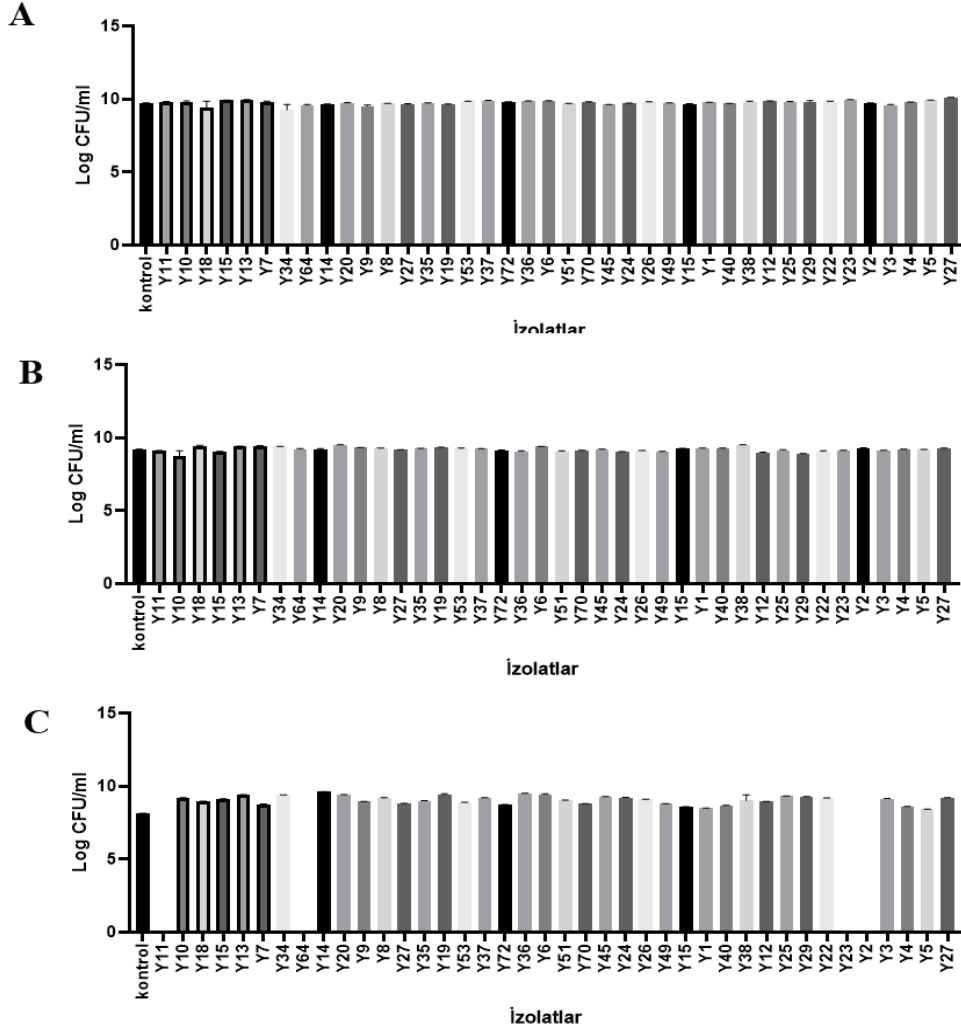 A
15
10
5
0
Log CFU/ml
kontrol Y11 Y10 Y18 Y15 Y13 Y7 Y34 Y64 Y14 Y20 Y9 Y8 Y27 Y35 Y19 Y53 Y37 Y72 Y36 Y6 Y51 Y70 Y45 Y24 Y26 Y49 Y15 Y1 Y40 Y38 Y12 Y25 Y29 Y22 Y23 Y2 Y3 Y4 Y5 Y27
İzolatlar
B
15
10
5
0
Log CFU/ml
kontrol Y11 Y10 Y18 Y15 Y13 Y7 Y34 Y64 Y14 Y20 Y9 Y8 Y27 Y35 Y19 Y53 Y37 Y72 Y36 Y6 Y51 Y70 Y45 Y24 Y26 Y49 Y15 Y1 Y40 Y38 Y12 Y25 Y29 Y22 Y23 Y2 Y3 Y4 Y5 Y27
İzolatlar
C
15
10
5
0
Log CFU/ml
kontrol Y11 Y10 Y18 Y15 Y13 Y7 Y34 Y64 Y14 Y20 Y9 Y8 Y27 Y35 Y19 Y53 Y37 Y72 Y36 Y6 Y51 Y70 Y45 Y24 Y26 Y49 Y15 Y1 Y40 Y38 Y12 Y25 Y29 Y22 Y23 Y2 Y3 Y4 Y5 Y27
İzolatlar